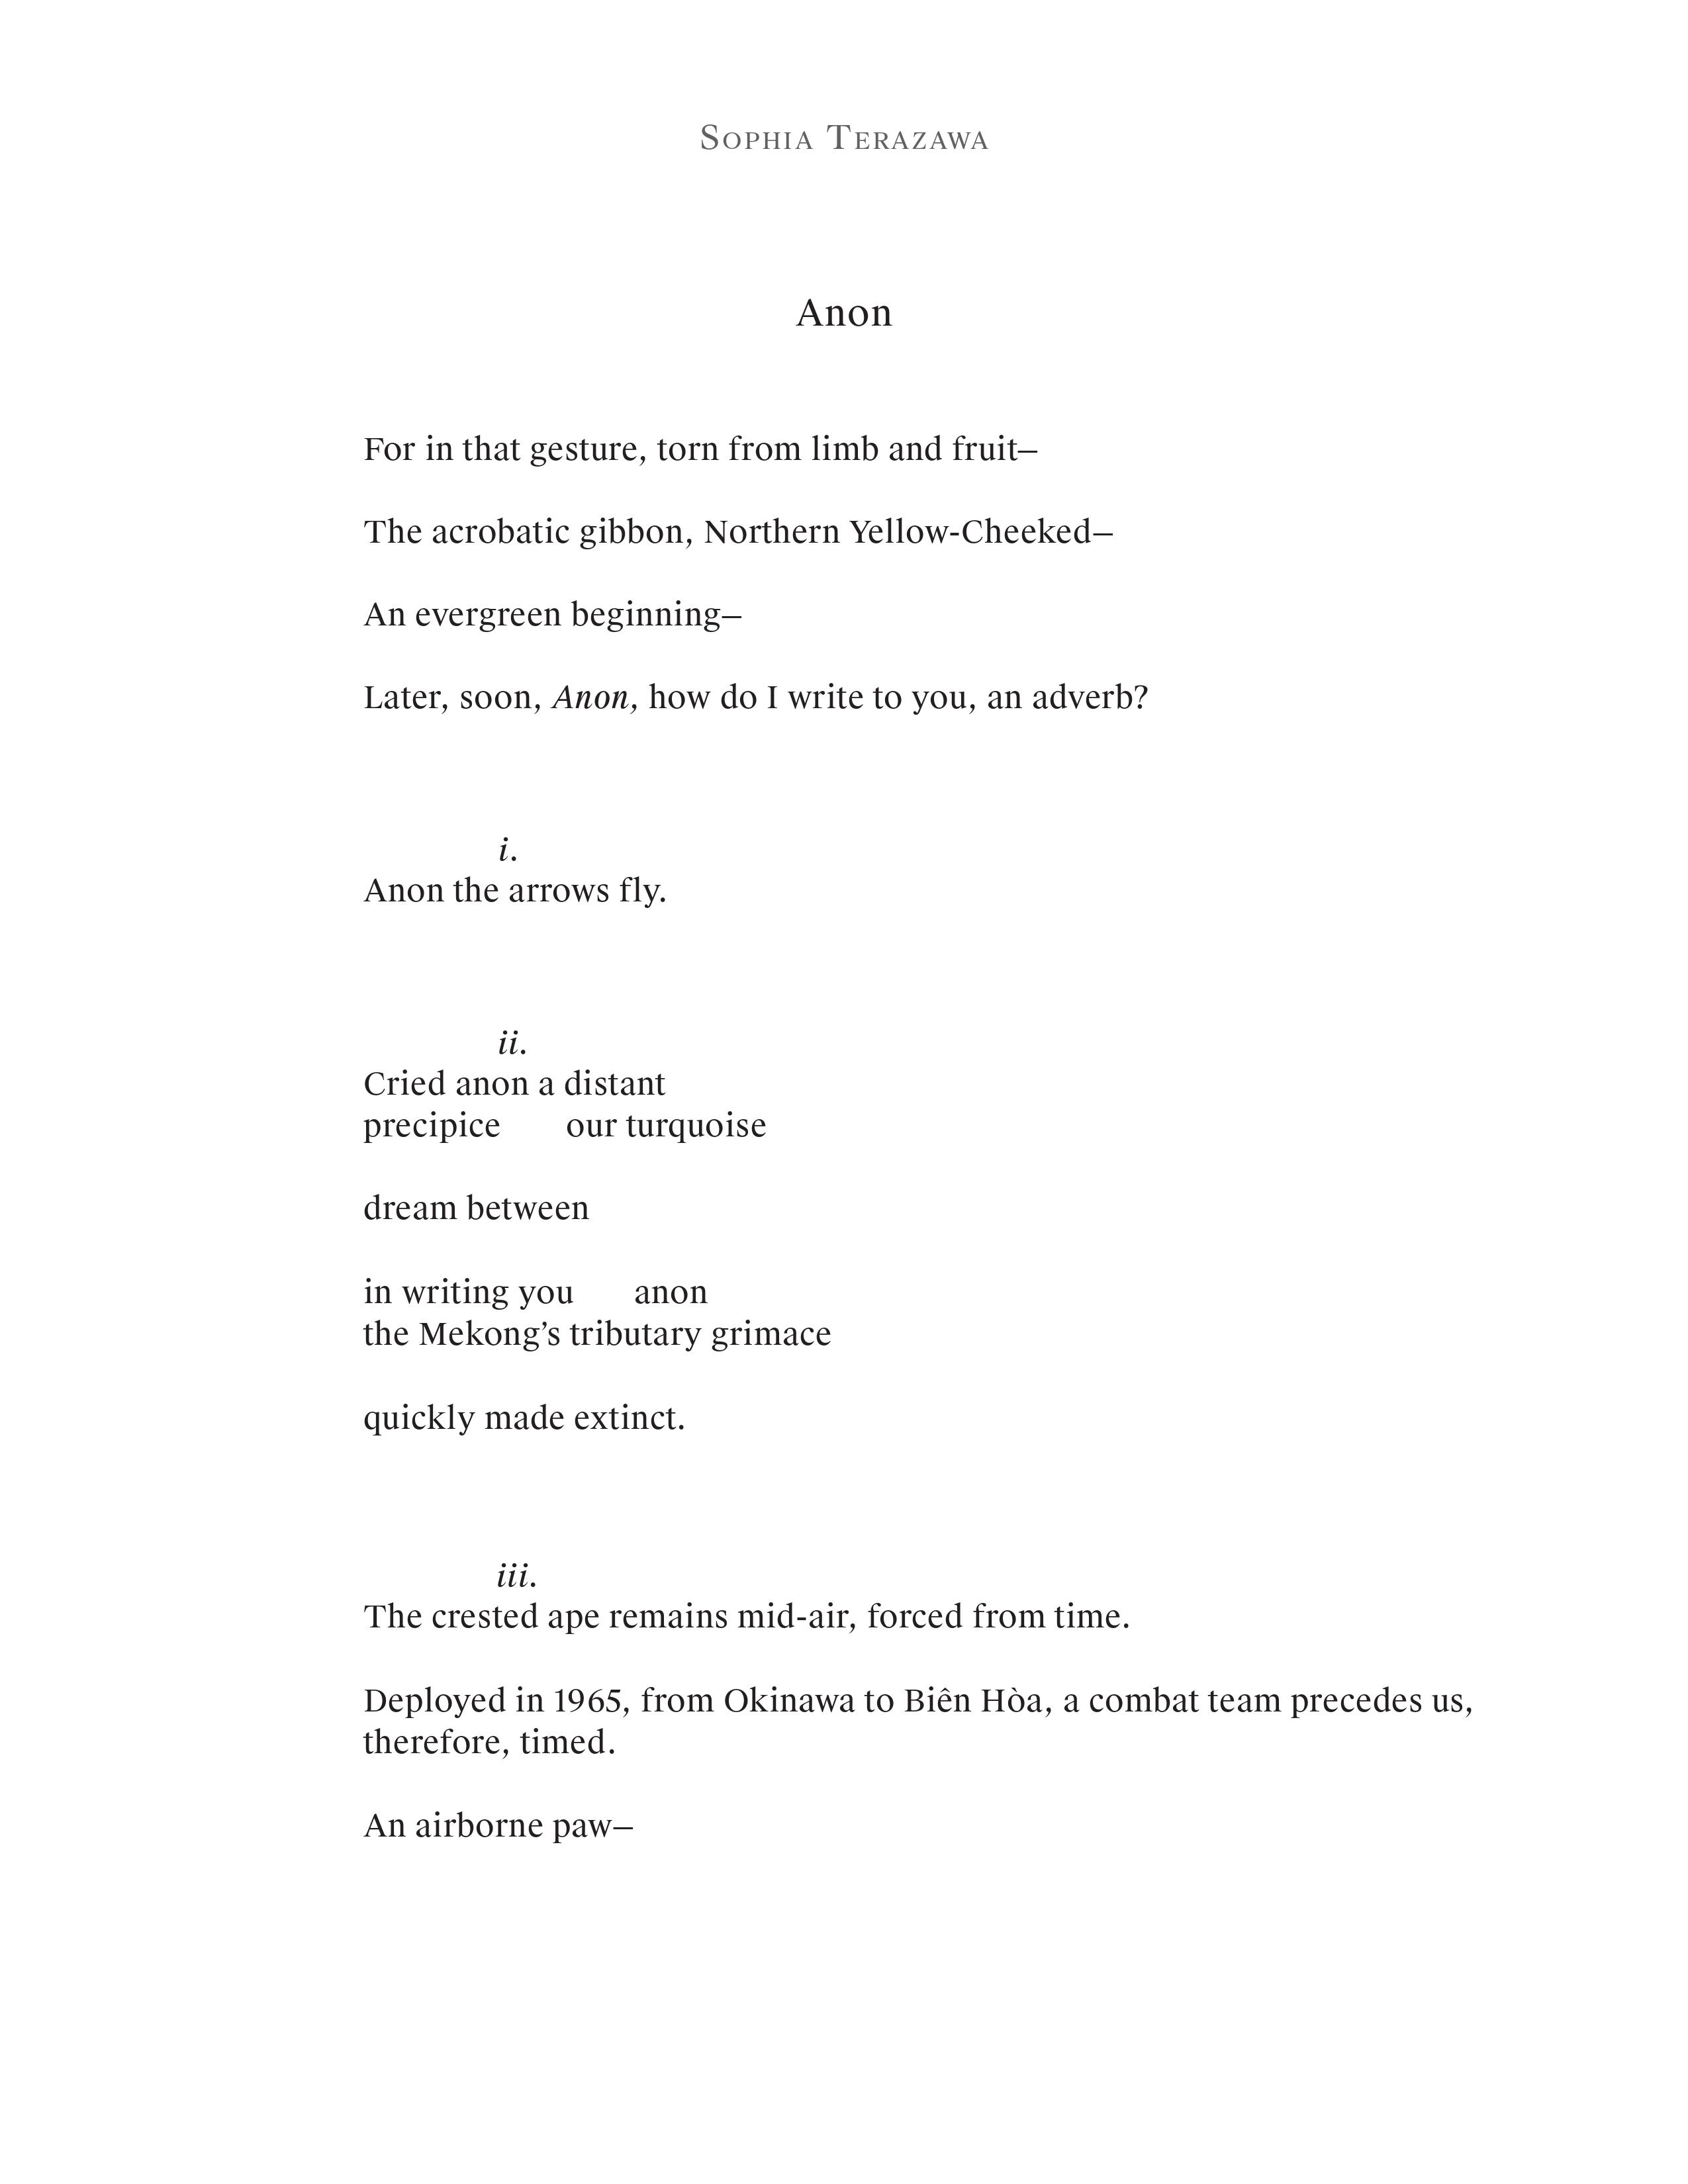 Sophia Terazawa
Anon
For in that gesture, torn from limb and fruit–
The acrobatic gibbon, Northern Yellow-Cheeked–
An evergreen beginning–
Later, soon, Anon, how do I write to you, an adverb?
i.
Anon the arrows fly.
ii.
Cried anon a distant
precipice our turquoise
dream between
in writing you anon
the Mekong’s tributary grimace
quickly made extinct.
iii.
The crested ape remains mid-air, forced from time.
Deployed in 1965, from Okinawa to Biên Hòa, a combat team precedes us,
therefore, timed.
An airborne paw–